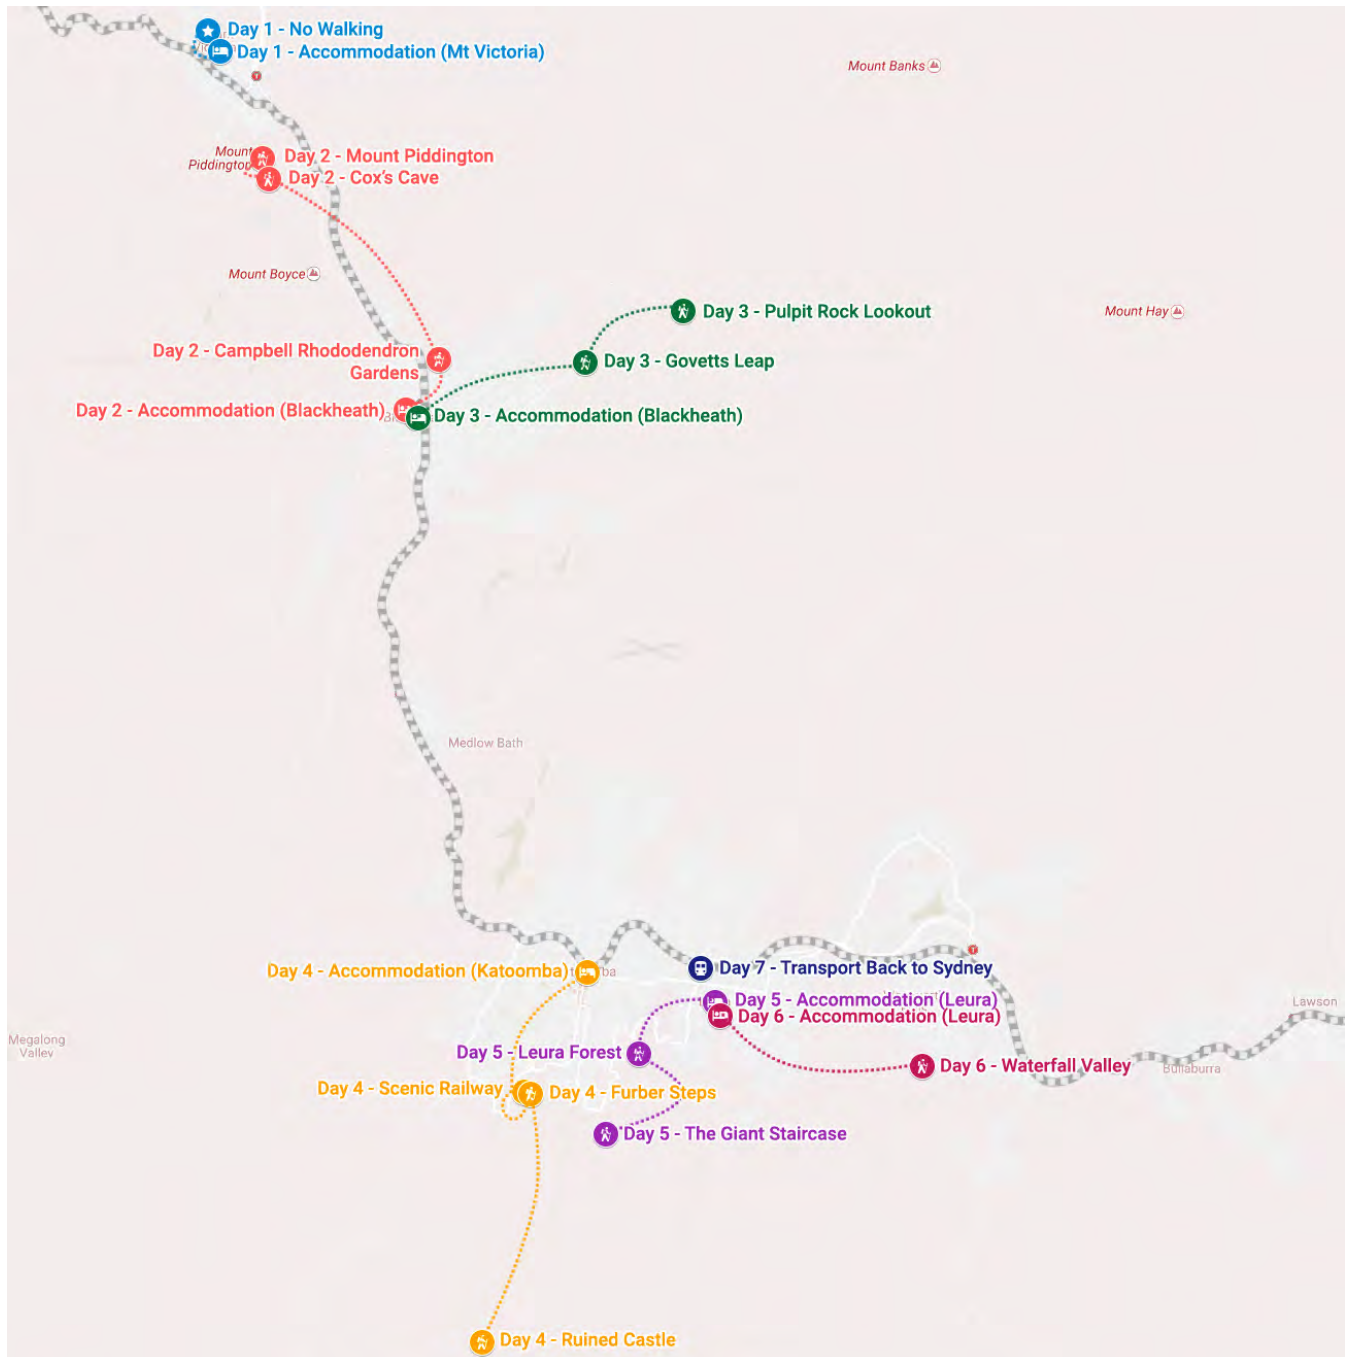 Day 1 - No Walking
Day 1 - Accommodation (Mt Victoria)
Mount Banks
Mount
Piddington
Day 2 - Mount Piddington
Day 2 - Cox's Cave
Mount Boyce
Day 3 - Pulpit Rock Lookout
Mount Hay
Day 2 - Campbell Rhododendron
Gardens
Day 3 - Govetts Leap
Day 2 - Accommodation (Blackheath)
Day 3 - Accommodation (Blackheath)
Medlow Bath
Day 4 - Accommodation (Katoomba)
Day 7 - Transport Back to Sydney
Day 5 - Accommodation (Leura)
Lawson
Day 6 - Accommodation (Leura)
Megalong
Valley
Day 5 - Leura Forest
Day 6 - Waterfall Valley
Bullaburra
Day 4 - Scenic Railway
Day 4 - Furber Steps
Day 5 - The Giant Staircase
Day 4 - Ruined Castle